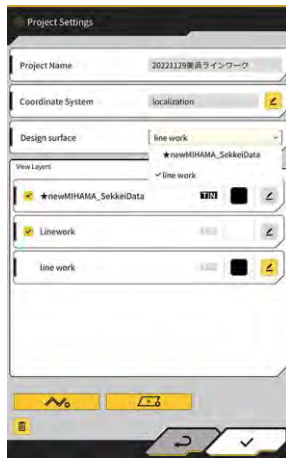 Project Settings
Project Name 20221129美浜ラインワーク
Coordinate System localization
Design surface line work
★newMIHAMA_SekkeiData
✓line work
View Layers
★newMIHAMA_SekkeiData TIN
Linework
line work